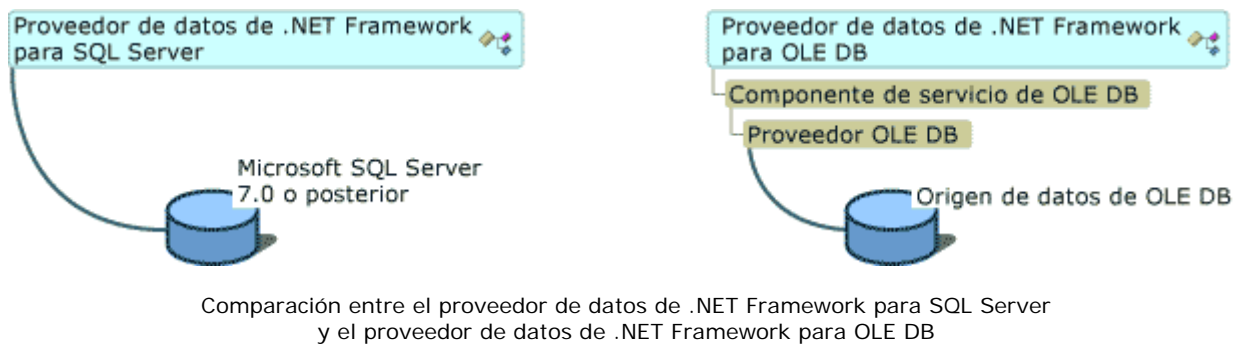 Proveedor de datos de .NET Framework
para SQL Server
Microsoft SQL Server
7.0 o posterior
Proveedor de datos de .NET Framework
para OLE DB
Componente de servicio de OLE DB
Proveedor OLE DB
Origen de datos de OLE DB
Comparación entre el proveedor de datos de .NET Framework para SQL Server
y el proveedor de datos de .NET Framework para OLE DB